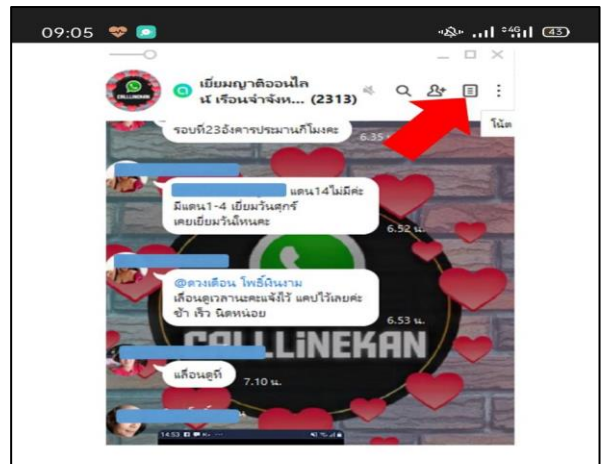 09:05
4G
43
เยี่ยมญาติออนไล
น์ เรือนจำจังห... (2313)
โน้ต
รอบที่23อังคารประมานกี่โมงคะ
6.35
แดน14ไม่มีค่ะ
มีแดน1-4 เยี่ยมวันศุกร์
เคยเยี่ยมวันไหนคะ
6.52 น.
@ดวงเดือน โพธิ์ผินงาม
เลื่อนดูเวลานะคะแจ้งไว้ แคปไว้เลยค่ะ
ช้า เร็ว นิดหน่อย
6.53 น.
CALLLiNEKAN
แลื่อนดูที่
7.10 น.
14:53